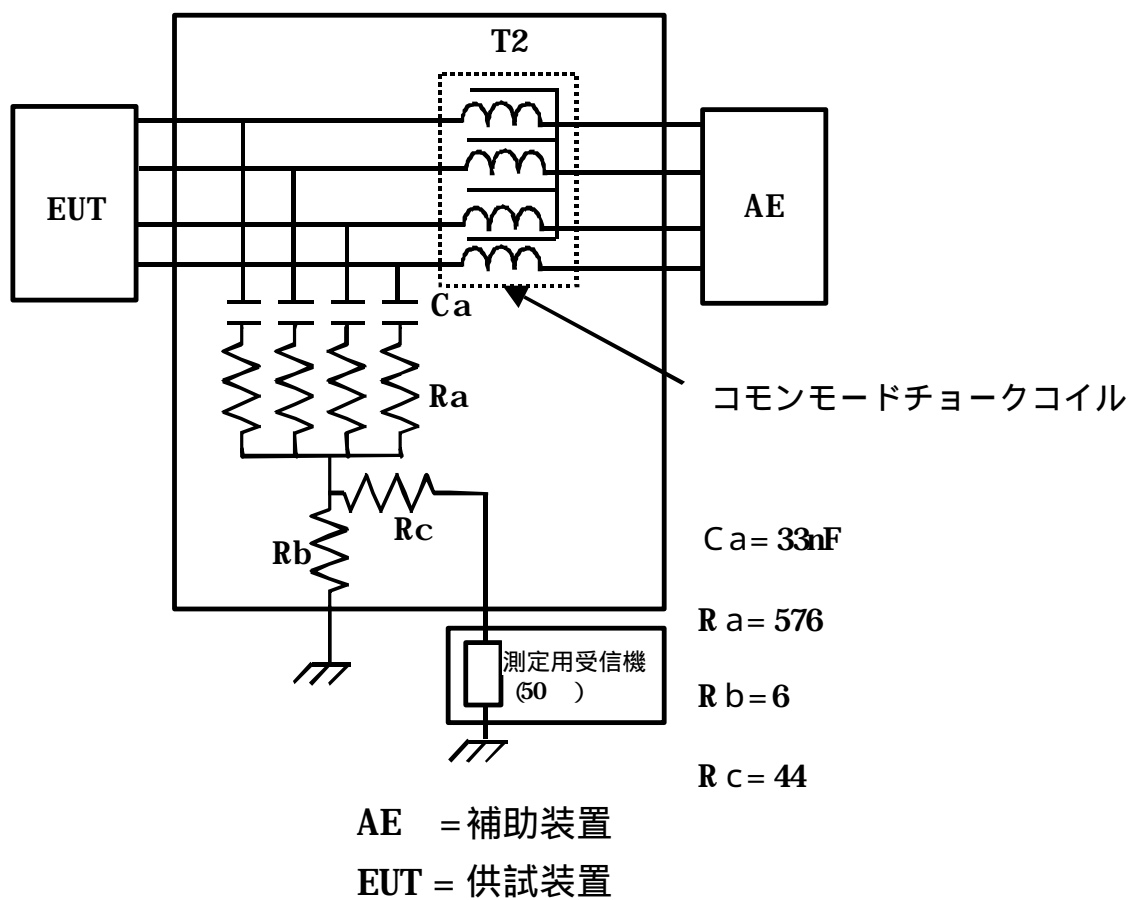 T2
EUT
AE
Ca
Ra
コモンモードチョークコイル
Rc
Rb
Ca= 33nF
Ra= 576
測定用受信機
(50 )
Rb=6
Rc= 44
AE =補助装置
EUT = 供試装置